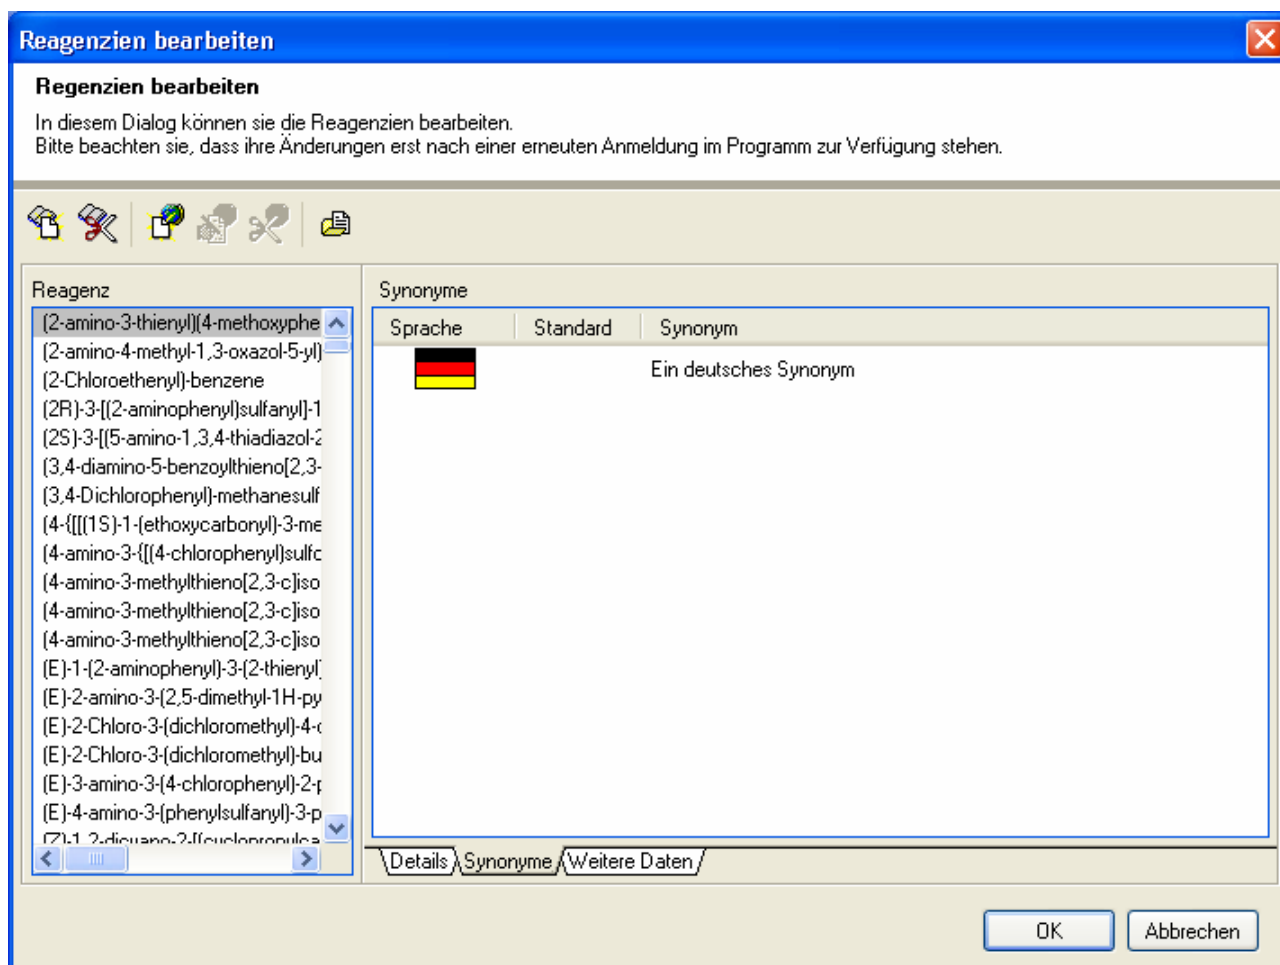 Reagenzien bearbeiten
Regenzien bearbeiten
In diesem Dialog können sie die Reagenzien bearbeiten.
Bitte beachten sie, dass ihre Änderungen erst nach einer erneuten Anmeldung im Programm zur Verfügung stehen.
Reagenz
(2-amino-3-thienyl)(4-methoxyphe
(2-amino-4-methyl-1,3-oxazol-5-yl)
(2-Chloroethenyl)-benzene
(2R)-3-[(2-aminophenyl)sulfanyl]-1
(2S)-3-[(5-amino-1,3,4-thiadiazol-2
(3,4-diamino-5-benzoylthieno[2,3-
(3,4-Dichlorophenyl)-methanesulf
(4-{[[(1S)-1-(ethoxycarbonyl)-3-me
(4-amino-3-{[(4-chlorophenyl)sulfo
(4-amino-3-methylthieno[2,3-c]iso
(4-amino-3-methylthieno[2,3-c]iso
(4-amino-3-methylthieno[2,3-c]iso
(E)-1-(2-aminophenyl)-3-(2-thienyl)
(E)-2-amino-3-(2,5-dimethyl-1H-py
(E)-2-Chloro-3-(dichloromethyl)-4-o
(E)-2-Chloro-3-(dichloromethyl)-bu
(E)-3-amino-3-(4-chlorophenyl)-2-p
(E)-4-amino-3-(phenylsulfanyl)-3-p
(Z)-1,2-dicyano-2-[(cyclopropylca
Synonyme
Sprache Standard Synonym
Ein deutsches Synonym
Details Synonyme Weitere Daten
OK Abbrechen